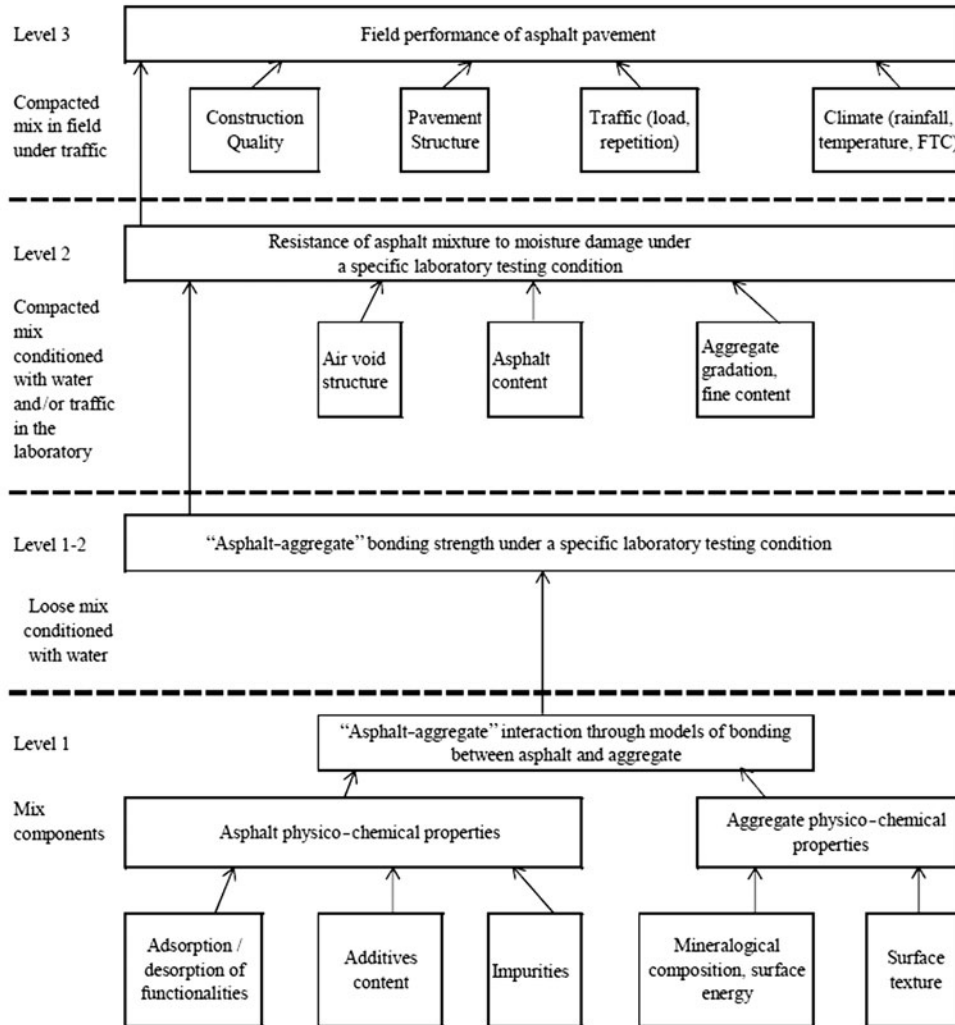 Level 3
Field performance of asphalt pavement
Compacted
mix in field
under traffic
Construction
Quality
Pavement
Structure
Traffic (load,
repetition)
Climate (rainfall,
temperature, FTC)
Level 2
Resistance of asphalt mixture to moisture damage under
a specific laboratory testing condition
Compacted
mix
conditioned
with water
and/or traffic
in the
laboratory
Air void
structure
Asphalt
content
Aggregate
gradation,
fine content
Level 1-2
“Asphalt-aggregate” bonding strength under a specific laboratory testing condition
Loose mix
conditioned
with water
Level 1
“Asphalt-aggregate” interaction through models of bonding
between asphalt and aggregate
Mix
components
Asphalt physico-chemical properties
Aggregate physico-chemical
properties
Adsorption /
desorption of
functionalities
Additives
content
Impurities
Mineralogical
composition, surface
energy
Surface
texture